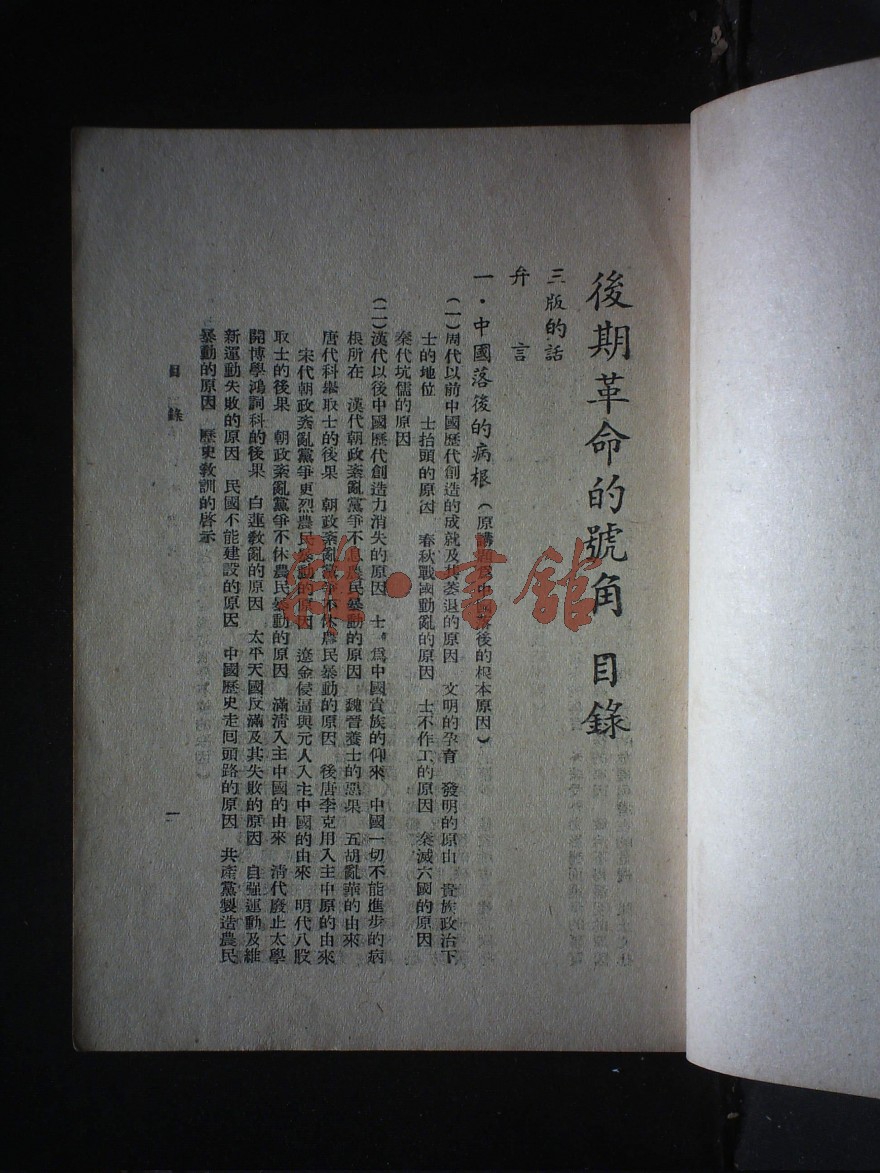 後期革命的號角 目錄
三版的話
弁言
一・中國落後的病根（原講題爲中國落後的根本原因）
（一）周代以前中國歷代創造的成就及其萎退的原因 文明的孕育 發明的原由 貴族政治下
士的地位 士抬頭的原因 春秋戰國動亂的原因 士不作工的原因 秦滅六國的原因
秦代坑儒的原因
（二）漢代以後中國歷代創造力消失的原因 士爲中國貴族的仰來 中國一切不能進步的病
根所在 漢代朝政紊亂黨爭不息農民暴動的原因 魏晉養士的惡果 五胡亂華的由來
唐代科舉取士的後果 朝政紊亂黨爭不休農民暴動的原因 後唐李克用入主中原的由來
宋代朝政紊亂黨爭更烈農民暴動的原因 遼金侵逼與元人入主中國的由來 明代八股
取士的後果 朝政紊亂黨爭不休農民暴動的原因 滿清入主中國的由來 清代廢止太學
開博學鴻詞科的後果 白蓮教亂的原因 太平天國反滿及其失敗的原因 自強運動及維
新運動失敗的原因 民國不能建設的原因 中國歷史走回頭路的原因 共產黨製造農民
暴動的原因 歷史教訓的啓示
目錄
一
書館